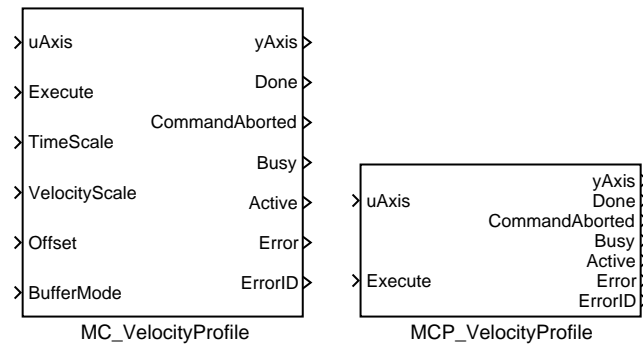 uAxis
Execute
TimeScale
VelocityScale
Offset
BufferMode
yAxis
Done
CommandAborted
Busy
Active
Error
ErrorID
MC_VelocityProfile
uAxis
Execute
yAxis
Done
CommandAborted
Busy
Active
Error
ErrorID
MCP_VelocityProfile